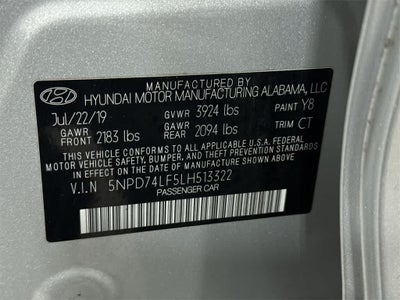 MANUFACTURED BY
HYUNDAI MOTOR MANUFACTURING ALABAMA, LLC
Jul/22/19 GVWR 3924 lbs PAINT Y8
GAWR 2183 lbs GAWR 2094 lbs TRIM CT
THIS VEHICLE CONFORMS TO ALL APPLICABLE U.S.A. FEDERAL
MOTOR VEHICLE SAFETY, BUMPER, AND THEFT PREVENTION STANDARDS
IN EFFECT ON THE DATE OF MANUFACTURE SHOWN ABOVE.
V.I.N 5NPD74LF5LH513322
PASSENGER CAR